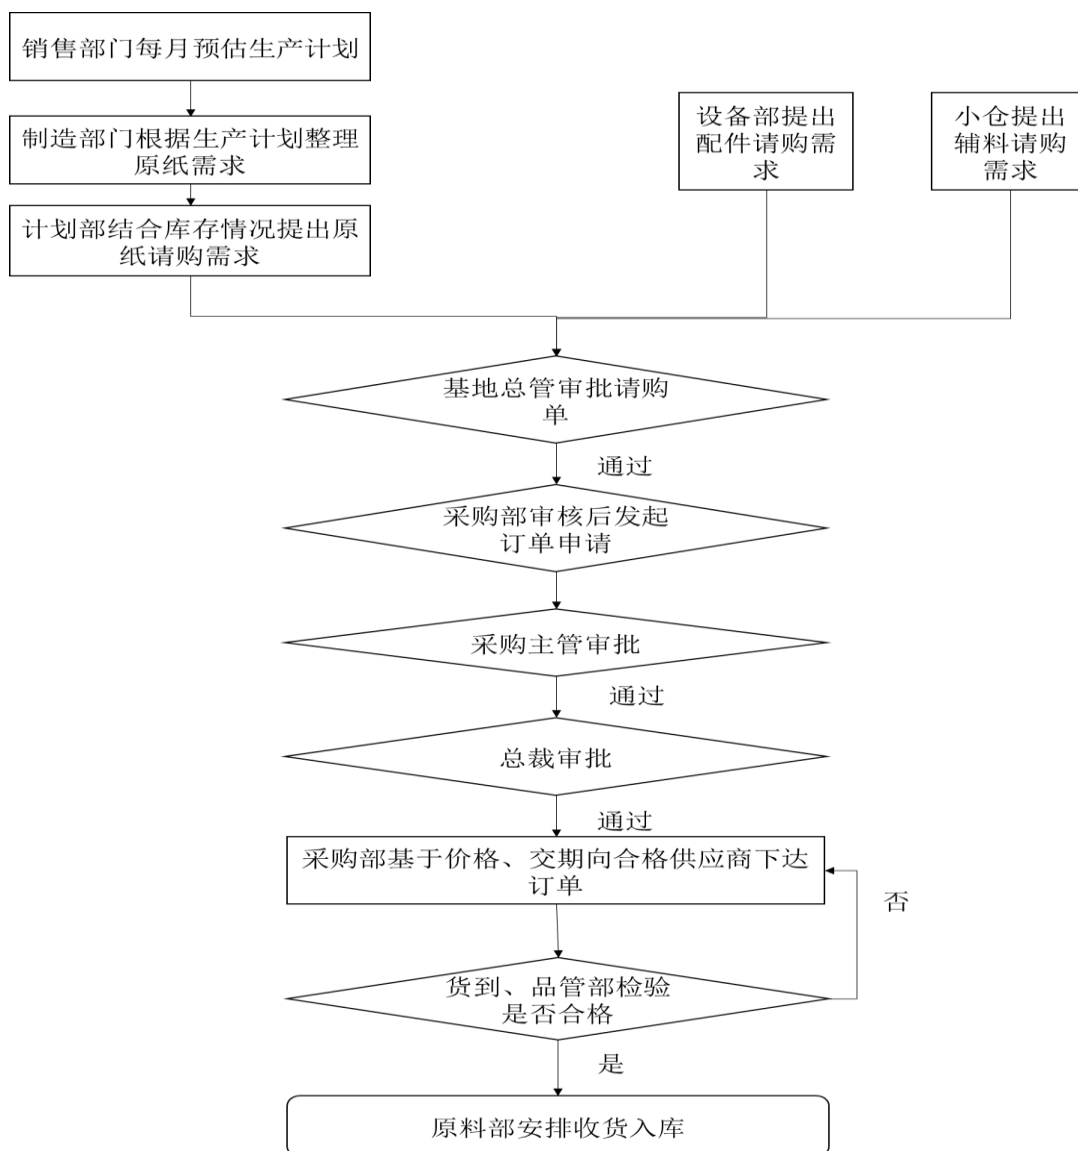 销售部门每月预估生产计划
制造部门根据生产计划整理
原纸需求
计划部结合库存情况提出原
纸请购需求
设备部提出
配件请购需
求
小仓提出
辅料请购
需求
基地总管审批请购
单
通过
采购部审核后发起
订单申请
采购主管审批
通过
总裁审批
通过
采购部基于价格、交期向合格供应商下达
订单
否
货到、品管部检验
是否合格
是
原料部安排收货入库